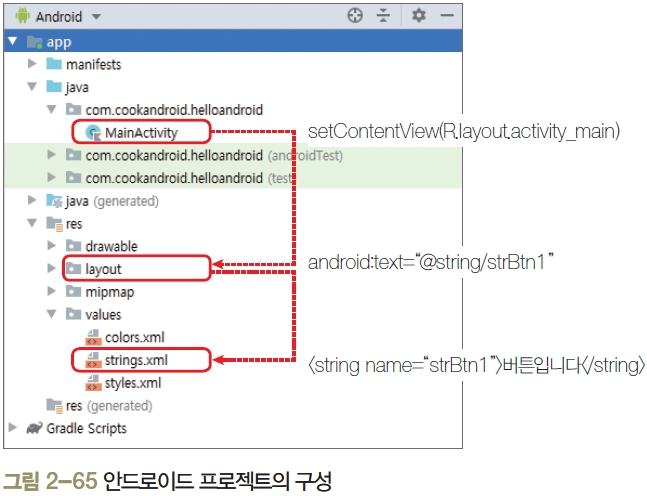 Android
app
manifests
java
com.cookandroid.helloandroid
MainActivity
setContentView(R.layout.activity_main)
com.cookandroid.helloandroid (androidTest)
com.cookandroid.helloandroid (test)
java (generated)
res
drawable
layout
android:text=“@string/strBtn1”
mipmap
values
colors.xml
strings.xml
<string name=“strBtn1”>버튼입니다</string>
styles.xml
res (generated)
Gradle Scripts
그림 2-65 안드로이드 프로젝트의 구성